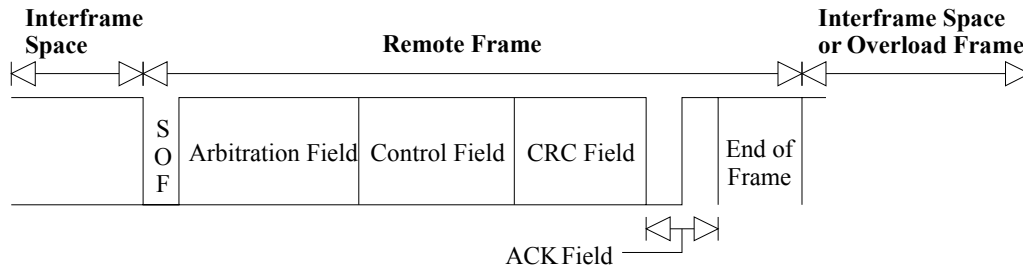 Interframe
Space
Remote Frame
Interframe Space
or Overload Frame
S
O
F
Arbitration Field
Control Field
CRC Field
End of
Frame
ACK Field